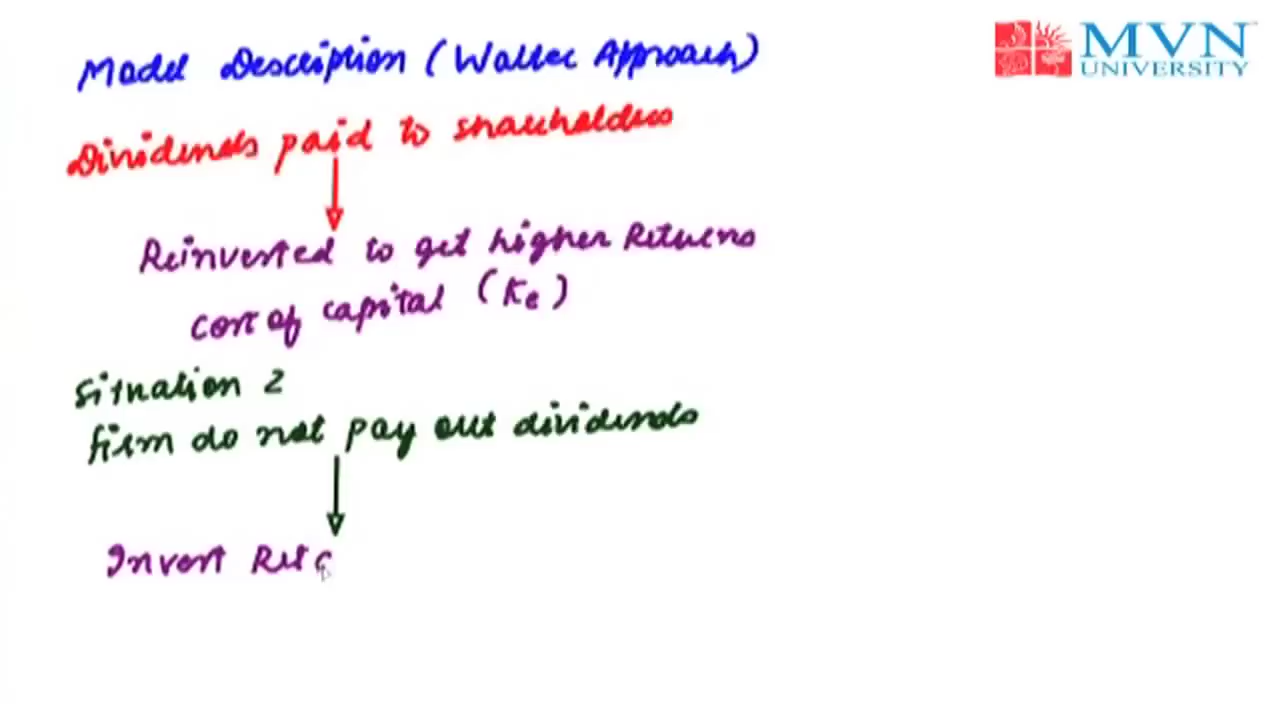 Model Description (Walter Approach)
MVN
UNIVERSITY
Dividends paid to shareholders
Reinvested to get higher Returns
cost of capital (Ke)
Situation 2
firm do not pay out dividends
Invest Ret